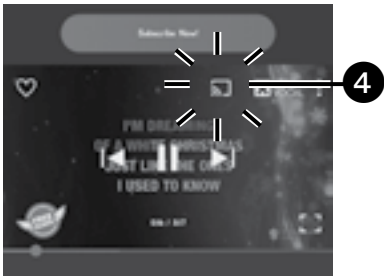 Subscribe Now!
4
I'M DREAMING
OF A WHITE CHRISTMAS
JUST LIKE THE ONES
I USED TO KNOW